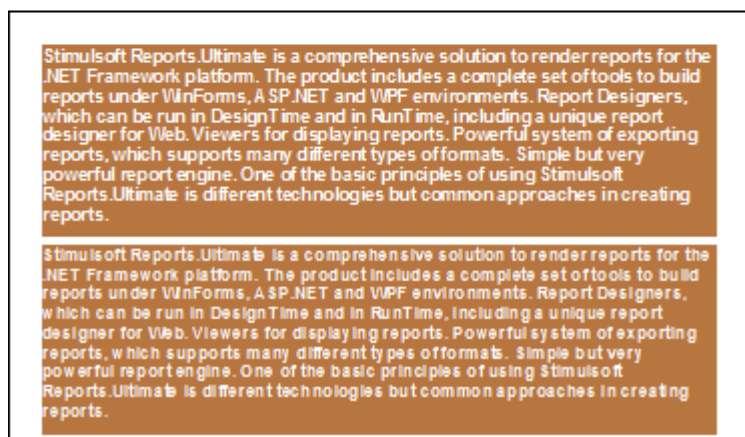 Stimulsoft Reports.Ultimate is a comprehensive solution to render reports for the
.NET Framework platform. The product includes a complete set of tools to build
reports under WinForms, ASP.NET and WPF environments. Report Designers,
which can be run in DesignTime and in RunTime, including a unique report
designer for Web. Viewers for displaying reports. Powerful system of exporting
reports, which supports many different types of formats. Simple but very
powerful report engine. One of the basic principles of using Stimulsoft
Reports.Ultimate is different technologies but common approaches in creating
reports.
Stimulsoft Reports.Ultimate is a comprehensive solution to render reports for the
.NET Framework platform. The product includes a complete set of tools to build
reports under WinForms, ASP.NET and WPF environments. Report Designers,
which can be run in DesignTime and in RunTime, including a unique report
designer for Web. Viewers for displaying reports. Powerful system of exporting
reports, which supports many different types of formats. Simple but very
powerful report engine. One of the basic principles of using Stimulsoft
Reports.Ultimate is different technologies but common approaches in creating
reports.